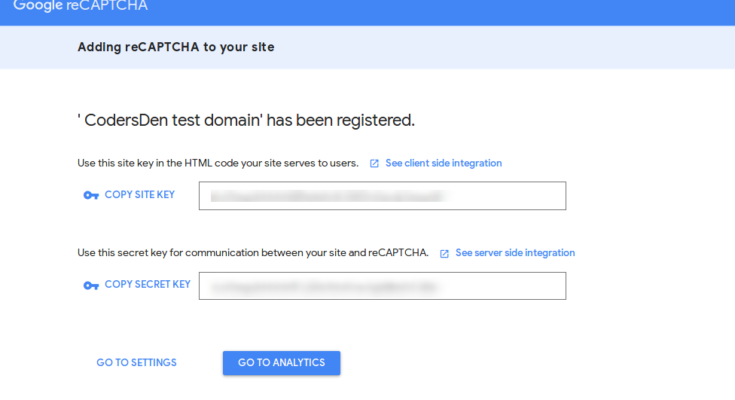 Google reCAPTCHA
Adding reCAPTCHA to your site
' CodersDen test domain' has been registered.
Use this site key in the HTML code your site serves to users. See client side integration
COPY SITE KEY
Use this secret key for communication between your site and reCAPTCHA. See server side integration
COPY SECRET KEY
GO TO SETTINGS GO TO ANALYTICS